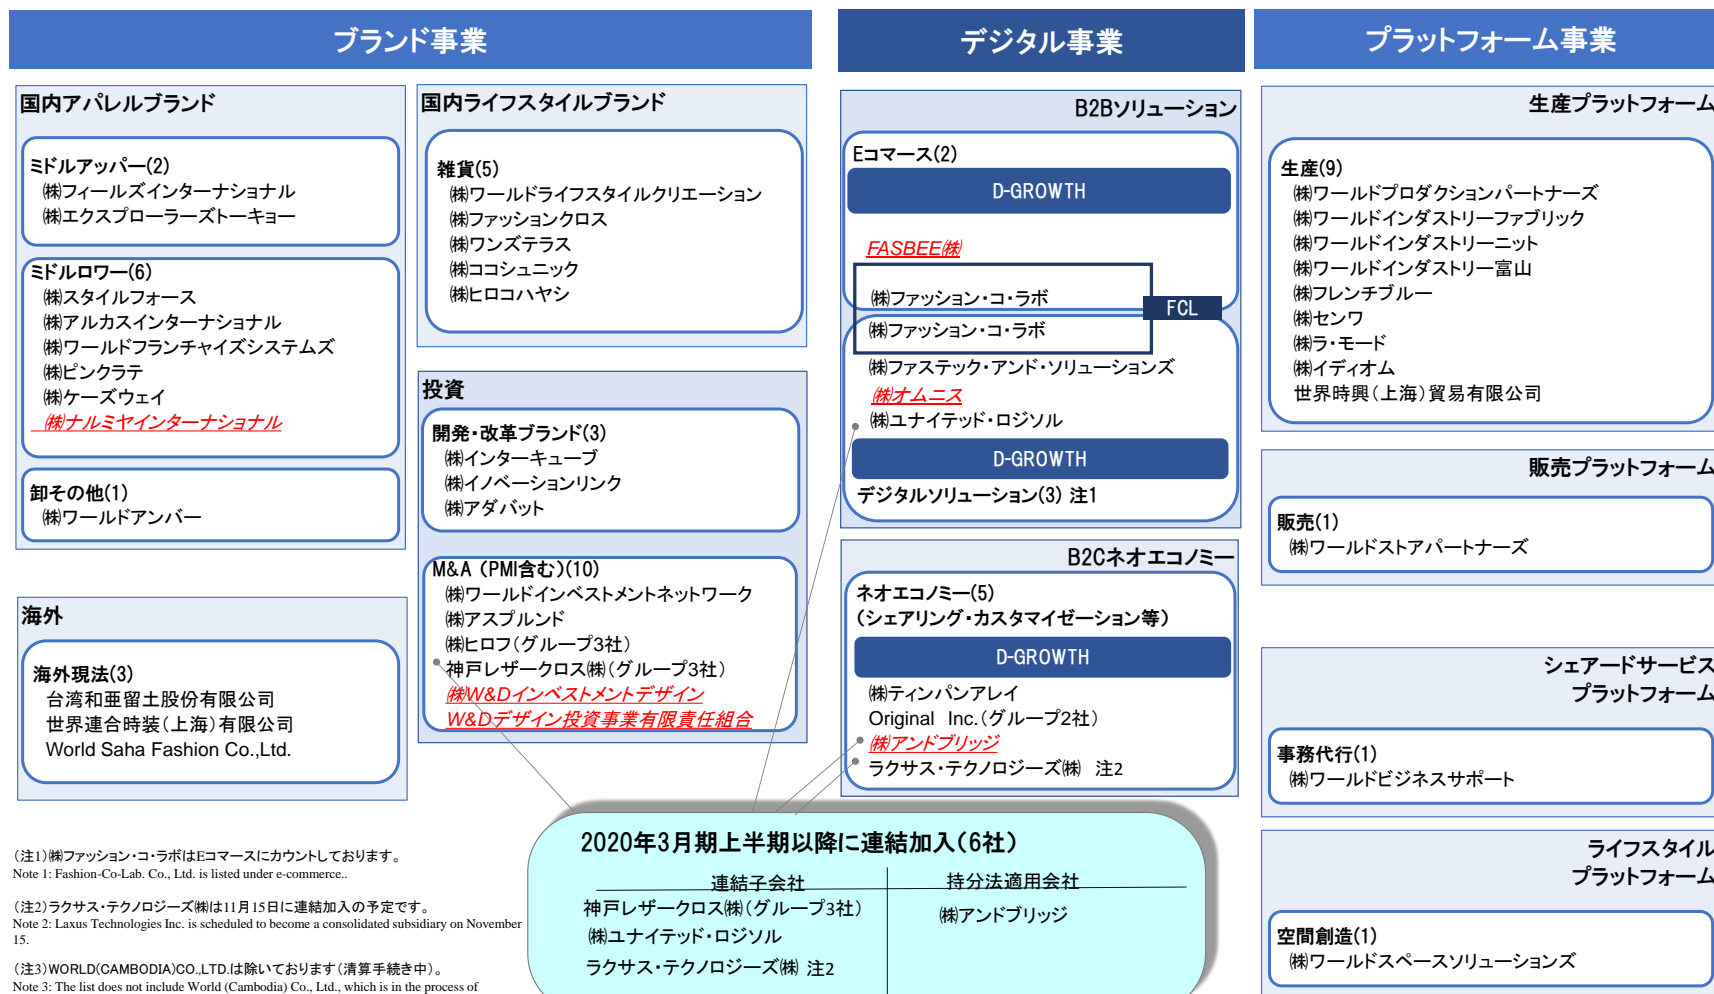 ブランド事業
国内アパレルブランド
ミドルアッパー(2)
㈱フィールズインターナショナル
㈱エクスプローラーズトーキョー
ミドルロワー(6)
㈱スタイルフォース
㈱アルカスインターナショナル
㈱ワールドフランチャイズシステムズ
㈱ピンクラテ
㈱ケーズウェイ
㈱ナルミヤインターナショナル
卸その他(1)
㈱ワールドアンバー
海外
海外現法(3)
台湾和亜留土股份有限公司
世界連合時装(上海)有限公司
World Saha Fashion Co.,Ltd.
国内ライフスタイルブランド
雑貨(5)
㈱ワールドライフスタイルクリエーション
㈱ファッションクロス
㈱ワンズテラス
㈱ココシュニック
㈱ヒロコハヤシ
投資
開発・改革ブランド(3)
㈱インターキューブ
㈱イノベーションリンク
㈱アダバット
M&A (PMI含む)(10)
㈱ワールドインベストメントネットワーク
㈱アスプルンド
㈱ヒロフ(グループ3社)
神戸レザークロス㈱(グループ3社)
㈱W&Dインベストメントデザイン
W&Dデザイン投資事業有限責任組合
デジタル事業
B2Bソリューション
Eコマース(2)
D-GROWTH
FASBEE㈱
㈱ファッション・コ・ラボ
FCL
㈱ファッション・コ・ラボ
㈱ファステック・アンド・ソリューションズ
㈱オムニス
㈱ユナイテッド・ロジソル
D-GROWTH
デジタルソリューション(3) 注1
B2Cネオエコノミー
ネオエコノミー(5)
(シェアリング・カスタマイゼーション等)
D-GROWTH
㈱ティンパンアレイ
Original Inc.(グループ2社)
㈱アンドブリッジ
ラクサス・テクノロジーズ㈱ 注2
プラットフォーム事業
生産プラットフォーム
生産(9)
㈱ワールドプロダクションパートナーズ
㈱ワールドインダストリーファブリック
㈱ワールドインダストリーニット
㈱ワールドインダストリー富山
㈱フレンチブルー
㈱センワ
㈱ラ・モード
㈱イディオム
世界時興(上海)貿易有限公司
販売プラットフォーム
販売(1)
㈱ワールドストアパートナーズ
シェアードサービス
プラットフォーム
事務代行(1)
㈱ワールドビジネスサポート
ライフスタイル
プラットフォーム
空間創造(1)
㈱ワールドスペースソリューションズ
2020年3月期上半期以降に連結加入(6社)
連結子会社
神戸レザークロス㈱(グループ3社)
㈱ユナイテッド・ロジソル
ラクサス・テクノロジーズ㈱ 注2
持分法適用会社
㈱アンドブリッジ
(注1)㈱ファッション・コ・ラボはEコマースにカウントしております。
Note 1: Fashion-Co-Lab. Co., Ltd. is listed under e-commerce..
(注2)ラクサス・テクノロジーズ㈱は11月15日に連結加入の予定です。
Note 2: Laxus Technologies Inc. is scheduled to become a consolidated subsidiary on November
15.
(注3)WORLD(CAMBODIA)CO.,LTD.は除いております(清算手続き中)。
Note 3: The list does not include World (Cambodia) Co., Ltd., which is in the process of